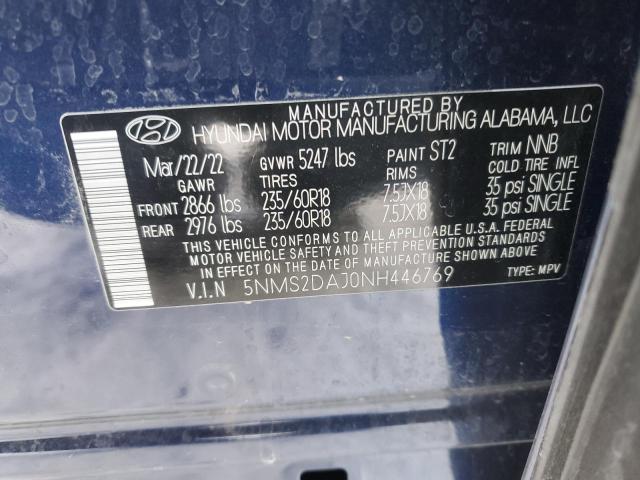 MANUFACTURED BY
HYUNDAI MOTOR MANUFACTURING ALABAMA, LLC
Mar/22/22 GVWR 5247 lbs PAINT ST2 TRIM NNB
GAWR TIRES RIMS COLD TIRE INFL
FRONT 2866 lbs 235/60R18 7.5JX18 35 psi SINGLE
REAR 2976 lbs 235/60R18 7.5JX18 35 psi SINGLE
THIS VEHICLE CONFORMS TO ALL APPLICABLE U.S.A. FEDERAL
MOTOR VEHICLE SAFETY AND THEFT PREVENTION STANDARDS
IN EFFECT ON THE DATE OF MANUFACTURE SHOWN ABOVE.
V.I.N 5NMS2DAJ0NH446769 TYPE: MPV